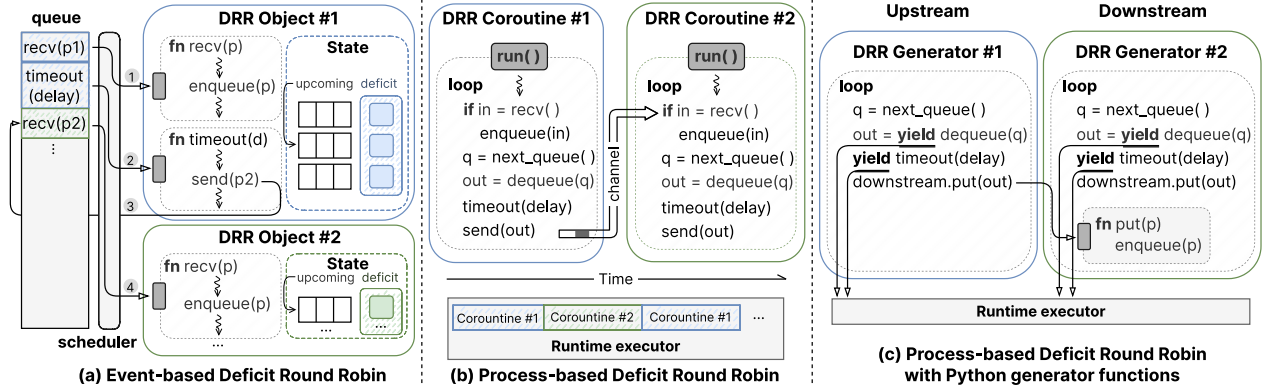 queue
recv(p1)
timeout
(delay)
recv(p2)
⋮
scheduler
DRR Object #1
fn recv(p)
enqueue(p)
fn timeout(d)
send(p2)
State
upcoming deficit
1
2
3
4
DRR Object #2
fn recv(p)
enqueue(p)
...
State
upcoming deficit
...
...
(a) Event-based Deficit Round Robin
DRR Coroutine #1
run( )
loop
if in = recv( )
enqueue(in)
q = next_queue( )
out = dequeue(q)
timeout(delay)
send(out)
channel
DRR Coroutine #2
run( )
loop
if in = recv( )
enqueue(in)
q = next_queue( )
out = dequeue(q)
timeout(delay)
send(out)
Time
Corountine #1 Corountine #2 Corountine #1 ...
Runtime executor
(b) Process-based Deficit Round Robin
Upstream Downstream
DRR Generator #1
loop
q = next_queue( )
out = yield dequeue(q)
yield timeout(delay)
downstream.put(out)
DRR Generator #2
loop
q = next_queue( )
out = yield dequeue(q)
yield timeout(delay)
downstream.put(out)
fn put(p)
enqueue(p)
Runtime executor
(c) Process-based Deficit Round Robin
with Python generator functions